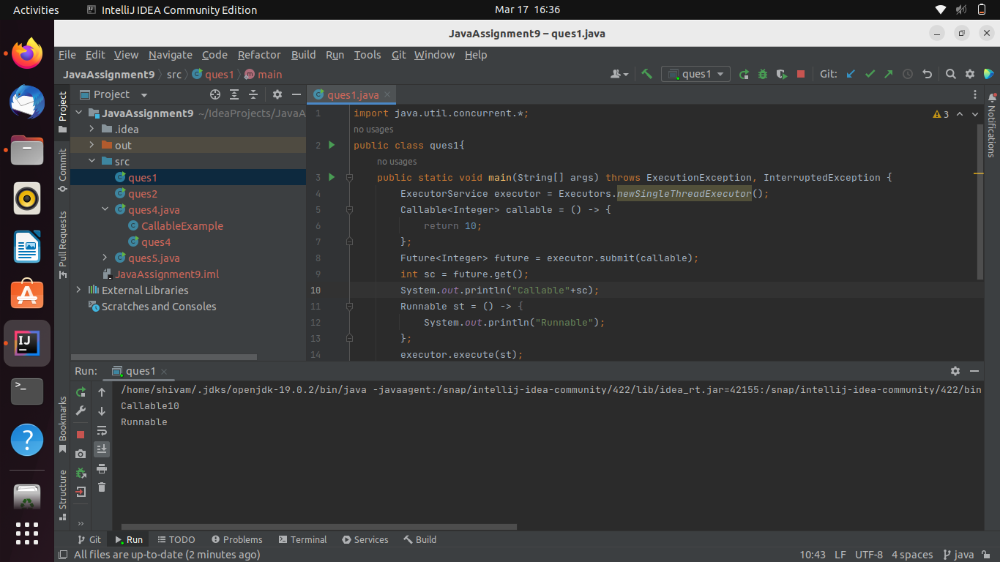 Activities
IntelliJ IDEA Community Edition
Mar 17 16:36
JavaAssignment9 – ques1.java
File Edit View Navigate Code Refactor Build Run Tools Git Window Help
JavaAssignment9 src ques1 main
ques1
Git:
Project
ques1.java
JavaAssignment9 ~/IdeaProjects/JavaA
.idea
out
src
ques1
ques2
ques4.java
CallableExample
ques4
ques5.java
JavaAssignment9.iml
External Libraries
Scratches and Consoles
Project
Commit
Pull Requests
Bookmarks
Structure
Notifications
3
1 import java.util.concurrent.*;
no usages
2 public class ques1{
no usages
3 public static void main(String[] args) throws ExecutionException, InterruptedException {
4 ExecutorService executor = Executors.newSingleThreadExecutor();
5 Callable<Integer> callable = () -> {
6 return 10;
7 };
8 Future<Integer> future = executor.submit(callable);
9 int sc = future.get();
10 System.out.println("Callable"+sc);
11 Runnable st = () -> {
12 System.out.println("Runnable");
13 };
14 executor.execute(st);
Run: ques1
/home/shivam/.jdks/openjdk-19.0.2/bin/java -javaagent:/snap/intellij-idea-community/422/lib/idea_rt.jar=42155:/snap/intellij-idea-community/422/bin
Callable10
Runnable
Git Run TODO Problems Terminal Services Build
All files are up-to-date (2 minutes ago)
10:43 LF UTF-8 4 spaces java